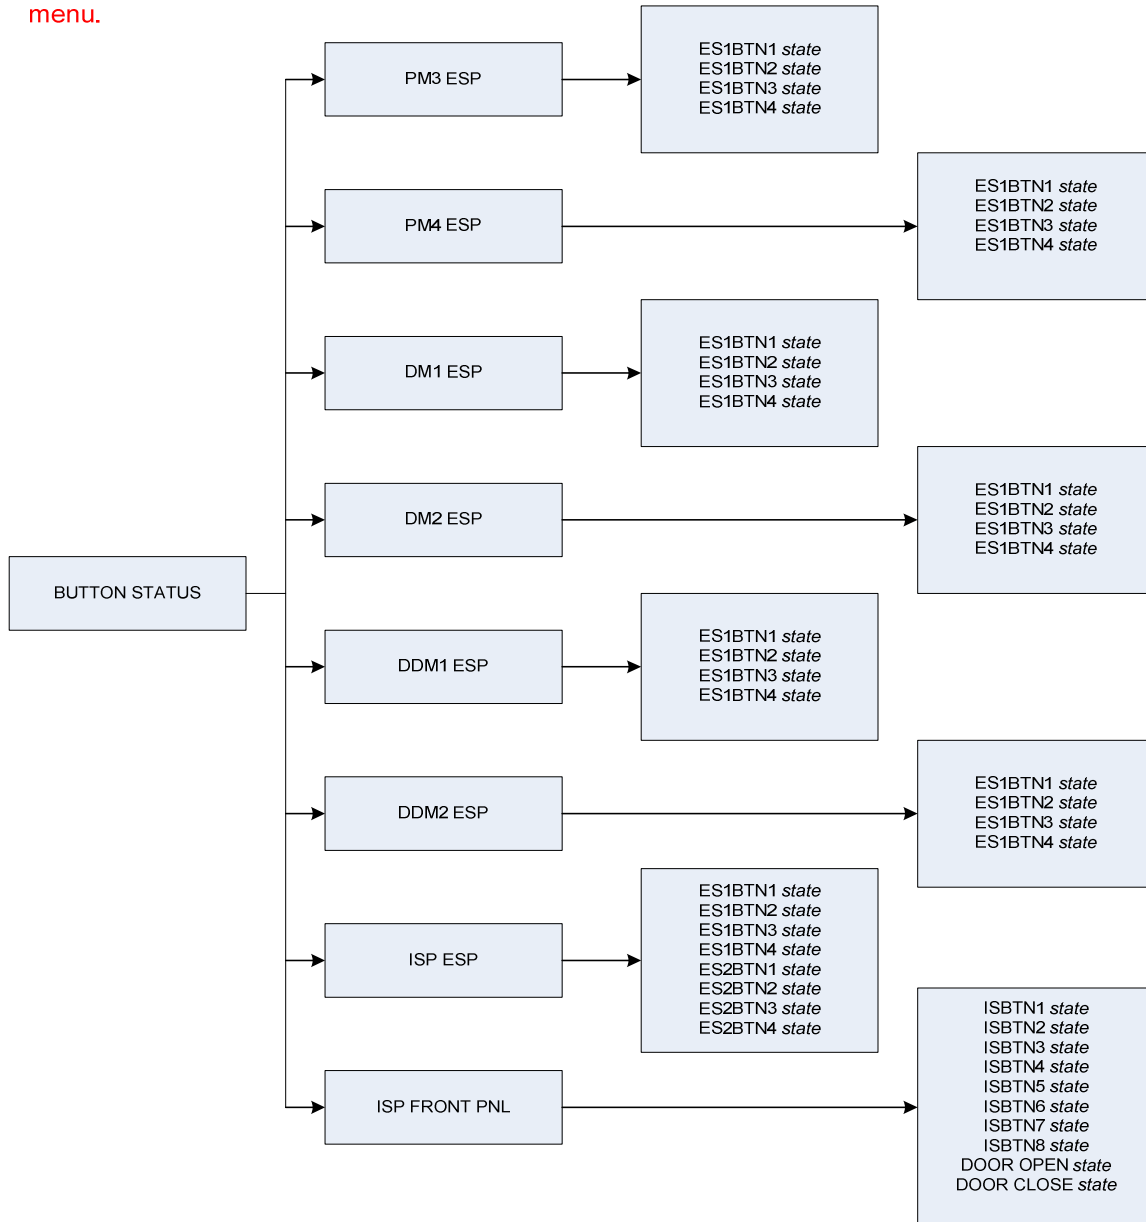 menu.
PM3 ESP
ES1BTN1 state
ES1BTN2 state
ES1BTN3 state
ES1BTN4 state
PM4 ESP
ES1BTN1 state
ES1BTN2 state
ES1BTN3 state
ES1BTN4 state
DM1 ESP
ES1BTN1 state
ES1BTN2 state
ES1BTN3 state
ES1BTN4 state
DM2 ESP
ES1BTN1 state
ES1BTN2 state
ES1BTN3 state
ES1BTN4 state
BUTTON STATUS
DDM1 ESP
ES1BTN1 state
ES1BTN2 state
ES1BTN3 state
ES1BTN4 state
DDM2 ESP
ES1BTN1 state
ES1BTN2 state
ES1BTN3 state
ES1BTN4 state
ISP ESP
ES1BTN1 state
ES1BTN2 state
ES1BTN3 state
ES1BTN4 state
ES2BTN1 state
ES2BTN2 state
ES2BTN3 state
ES2BTN4 state
ISP FRONT PNL
ISBTN1 state
ISBTN2 state
ISBTN3 state
ISBTN4 state
ISBTN5 state
ISBTN6 state
ISBTN7 state
ISBTN8 state
DOOR OPEN state
DOOR CLOSE state